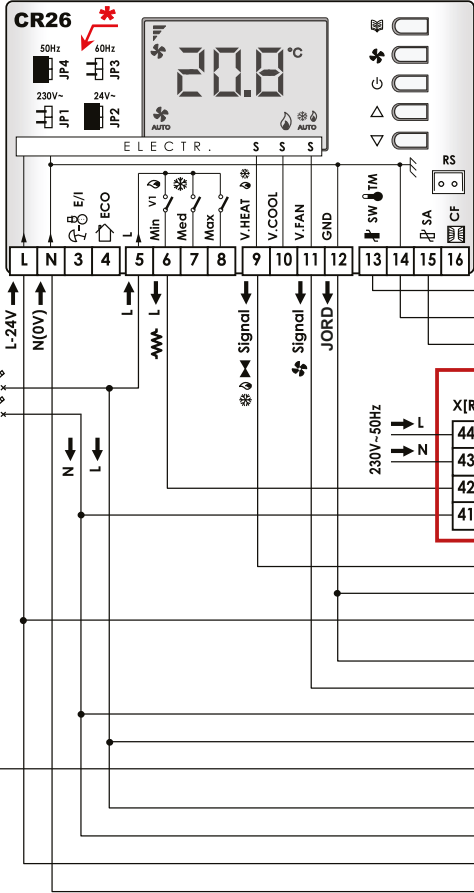 CR26 *
50Hz 60Hz
JP4 JP3
230V~ 24V~
JP1 JP2
20.8°C
AUTO AUTO
ELECTR. S S S
RS
E/I
ECO
L
Min V1
Med
Max
V.HEAT
V.COOL
V.FAN
GND
SW
TM
SA
CF
L N 3 4 5 6 7 8 9 10 11 12 13 14 15 16
L-24V
N(0V)
L
L
Signal
Signal
JORD
N
L
230V~50Hz
L
N
X[R
44
43
42
41